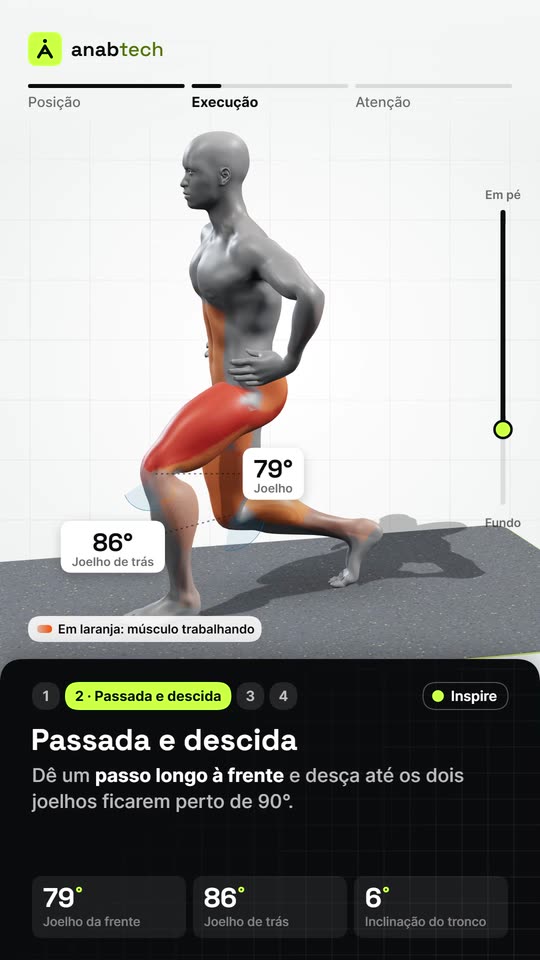 anabtech
Posição
Execução
Atenção
Em pé
79°
Joelho
86°
Joelho de trás
Fundo
Em laranja: músculo trabalhando
1
2 · Passada e descida
3
4
Inspire
Passada e descida
Dê um passo longo à frente e desça até os dois
joelhos ficarem perto de 90°.
79°
Joelho da frente
86°
Joelho de trás
6°
Inclinação do tronco